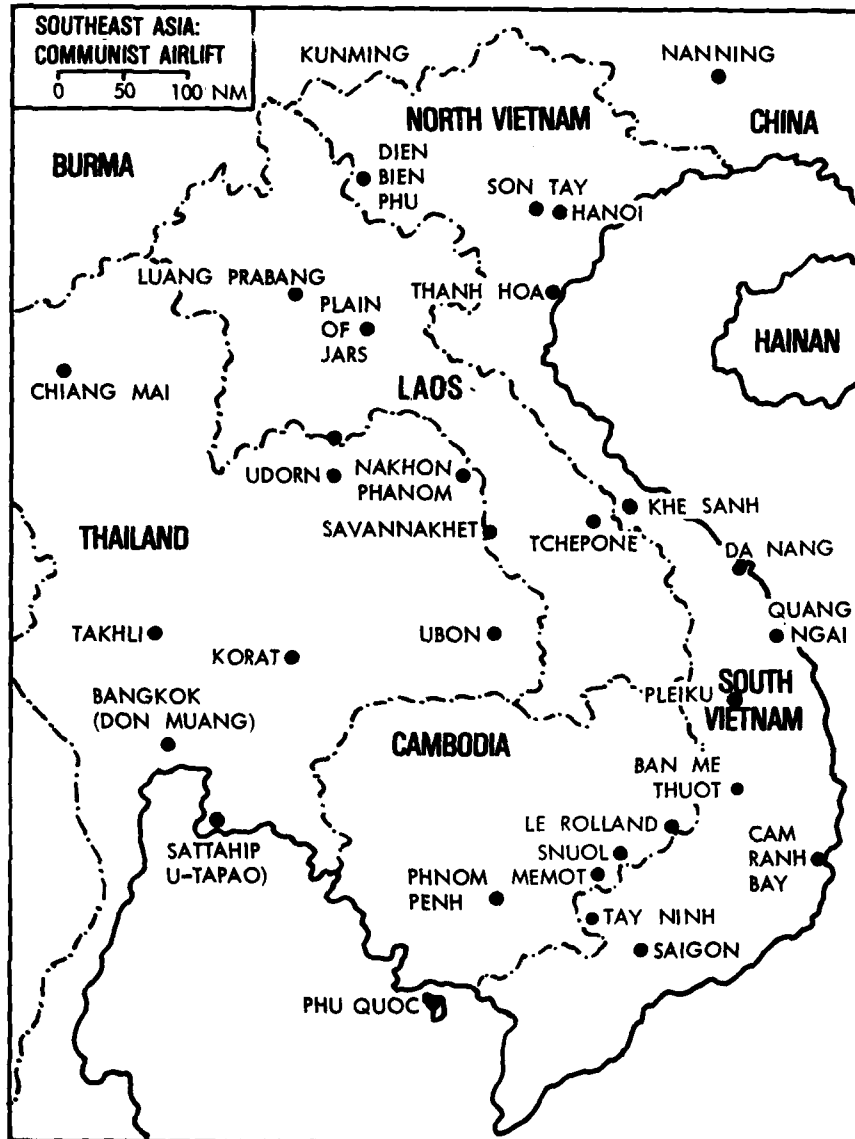 SOUTHEAST ASIA:
COMMUNIST AIRLIFT
0 50 100 NM
KUNMING
NANNING
NORTH VIETNAM
CHINA
BURMA
DIEN
BIEN
PHU
SON TAY
HANOI
LUANG PRABANG
THANH HOA
PLAIN
OF
JARS
HAINAN
CHIANG MAI
LAOS
UDORN
NAKHON
PHANOM
KHE SANH
SAVANNAKHET
TCHEPONE
THAILAND
DA NANG
QUANG
NGAI
TAKHLI
UBON
KORAT
PLEIKU
SOUTH
VIETNAM
BANGKOK
(DON MUANG)
CAMBODIA
BAN ME
THUOT
LE ROLLAND
SATTAHIP
U-TAPAO)
SNUOL
CAM
RANH
BAY
MEMOT
PHNOM
PENH
TAY NINH
SAIGON
PHU QUOC